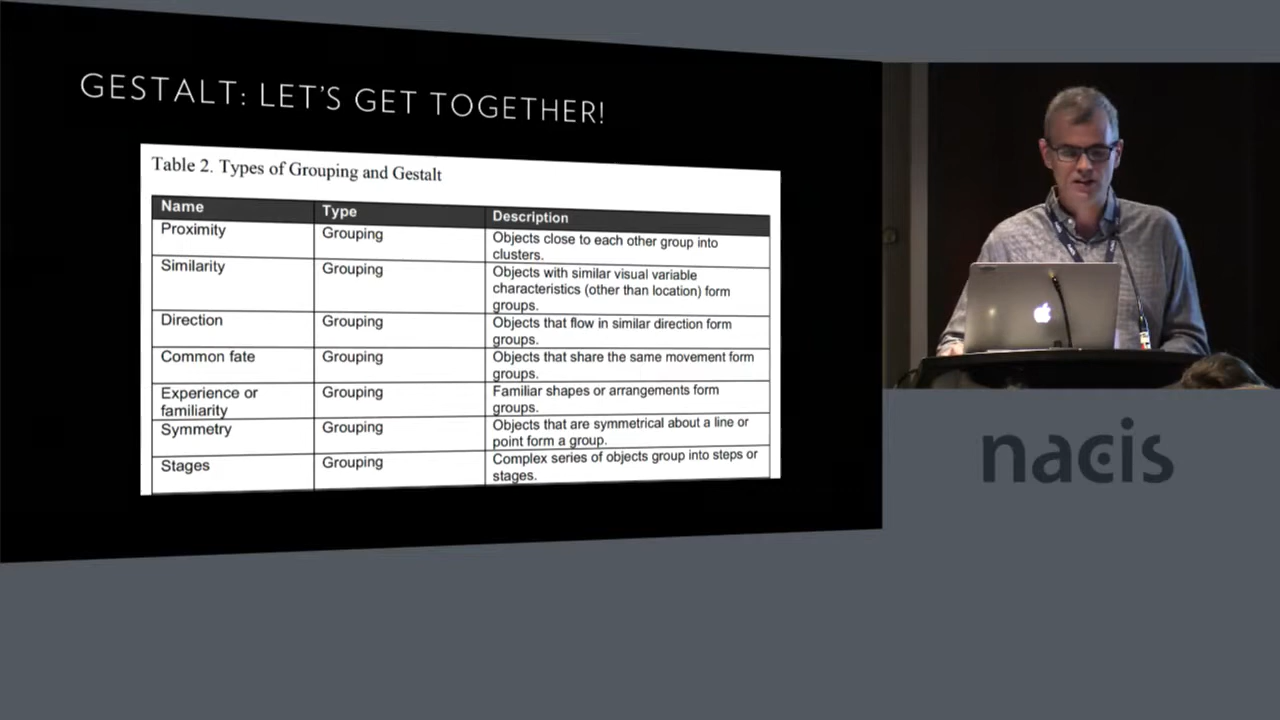 GESTALT: LET'S GET TOGETHER!
Table 2. Types of Grouping and Gestalt
Name Type Description
Proximity Grouping Objects close to each other group into
clusters.
Similarity Grouping Objects with similar visual variable
characteristics (other than location) form
groups.
Direction Grouping Objects that flow in similar direction form
groups.
Common fate Grouping Objects that share the same movement form
groups.
Experience or Grouping Familiar shapes or arrangements form
familiarity groups.
Symmetry Grouping Objects that are symmetrical about a line or
point form a group.
Stages Grouping Complex series of objects group into steps or
stages.
nacis